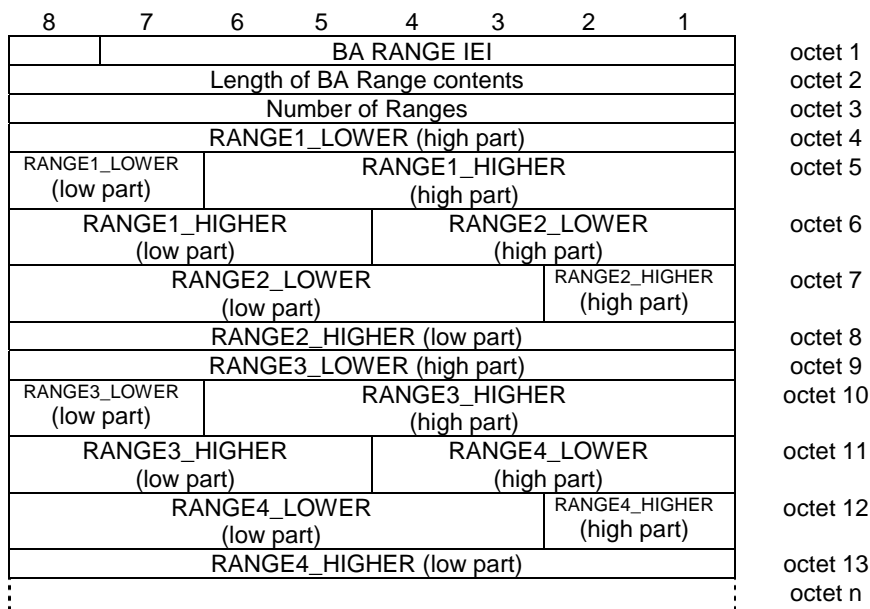 8 7 6 5 4 3 2 1
BA RANGE IEI octet 1
Length of BA Range contents octet 2
Number of Ranges octet 3
RANGE1_LOWER (high part) octet 4
RANGE1_LOWER RANGE1_HIGHER octet 5
(low part) (high part)
RANGE1_HIGHER RANGE2_LOWER octet 6
(low part) (high part)
RANGE2_LOWER RANGE2_HIGHER octet 7
(low part) (high part)
RANGE2_HIGHER (low part) octet 8
RANGE3_LOWER (high part) octet 9
RANGE3_LOWER RANGE3_HIGHER octet 10
(low part) (high part)
RANGE3_HIGHER RANGE4_LOWER octet 11
(low part) (high part)
RANGE4_LOWER RANGE4_HIGHER octet 12
(low part) (high part)
RANGE4_HIGHER (low part) octet 13
octet n